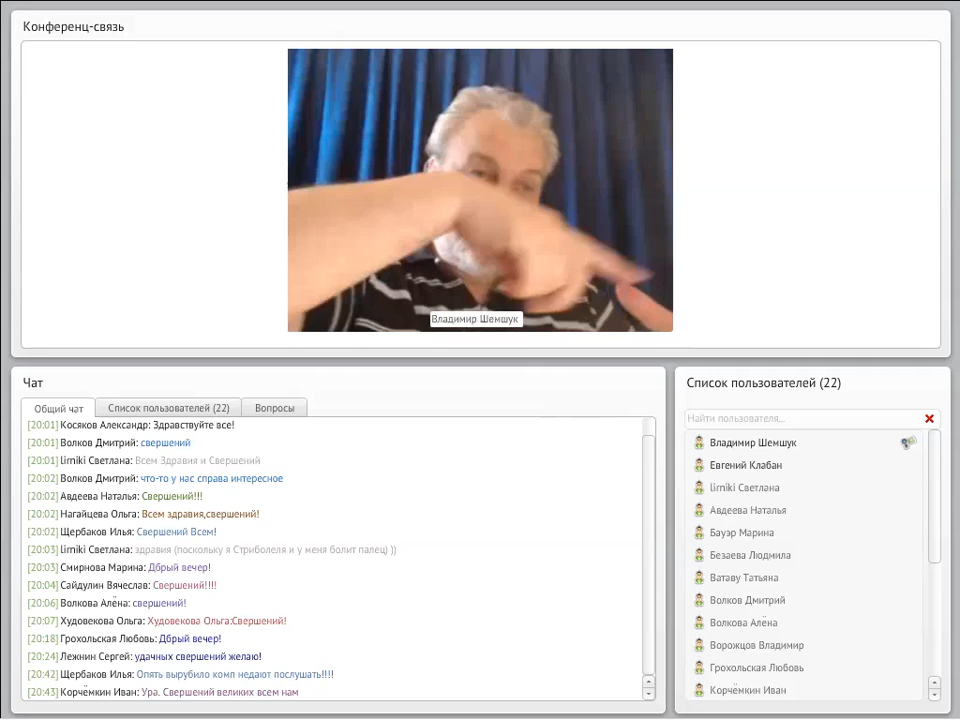 Конференц-связь
Владимир Шемшук
Чат
Общий чат
Список пользователей (22)
Вопросы
[20:01] Косяков Александр: Здравствуйте все!
[20:01] Волков Дмитрий: свершений
[20:01] lirniki Светлана: Всем Здравия и Свершений
[20:02] Волков Дмитрий: что-то у нас справа интересное
[20:02] Авдеева Наталья: Свершений!!!
[20:02] Нагайцева Ольга: Всем здравия,свершений!
[20:02] Щербаков Илья: Свершений Всем!
[20:03] lirniki Светлана: здравия (поскольку я Стриболеля и у меня болит палец) ))
[20:03] Смирнова Марина: Дбрый вечер!
[20:04] Сайдулин Вячеслав: Свершений!!!!
[20:06] Волкова Алёна: свершений!
[20:07] Худовекова Ольга: Худовекова Ольга:Свершений!
[20:18] Грохольская Любовь: Дбрый вечер!
[20:24] Лежнин Сергей: удачных свершений желаю!
[20:42] Щербаков Илья: Опять вырубило комп недают послушать!!!!
[20:43] Корчёмкин Иван: Ура. Свершений великих всем нам
Список пользователей (22)
Найти пользователя...
Владимир Шемшук
Евгений Клабан
lirniki Светлана
Авдеева Наталья
Бауэр Марина
Безаева Людмила
Ватаву Татьяна
Волков Дмитрий
Волкова Алёна
Ворожцов Владимир
Грохольская Любовь
Корчёмкин Иван